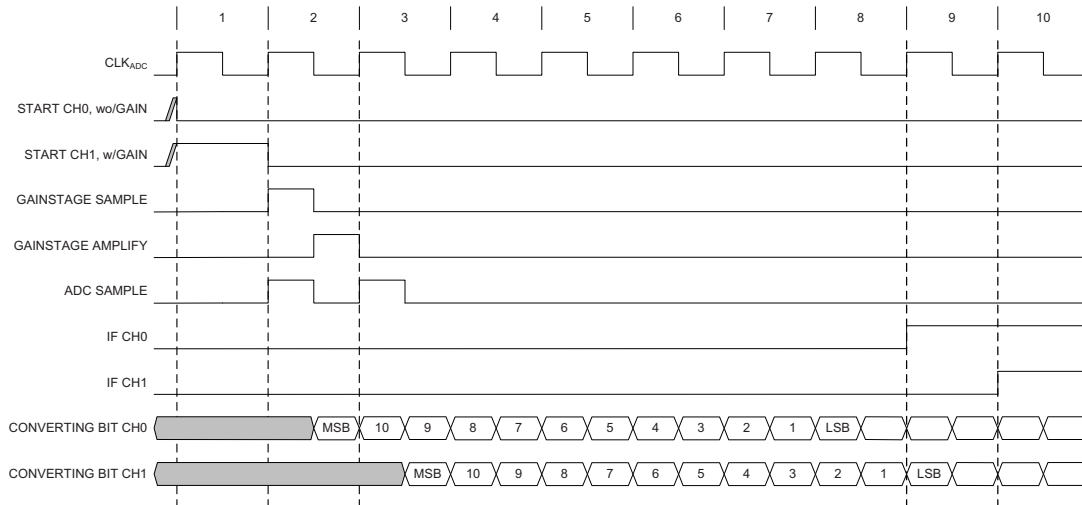 1 2 3 4 5 6 7 8 9 10
CLKADC
START CH0, wo/GAIN
START CH1, w/GAIN
GAINSTAGE SAMPLE
GAINSTAGE AMPLIFY
ADC SAMPLE
IF CH0
IF CH1
CONVERTING BIT CH0 MSB 10 9 8 7 6 5 4 3 2 1 LSB
CONVERTING BIT CH1 MSB 10 9 8 7 6 5 4 3 2 1 LSB